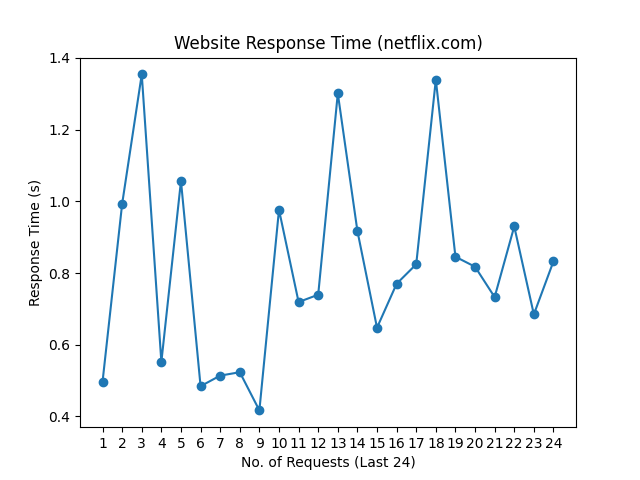 Website Response Time (netflix.com)
1.4
1.2
1.0
0.8
0.6
0.4
Response Time (s)
1 2 3 4 5 6 7 8 9 10 11 12 13 14 15 16 17 18 19 20 21 22 23 24
No. of Requests (Last 24)